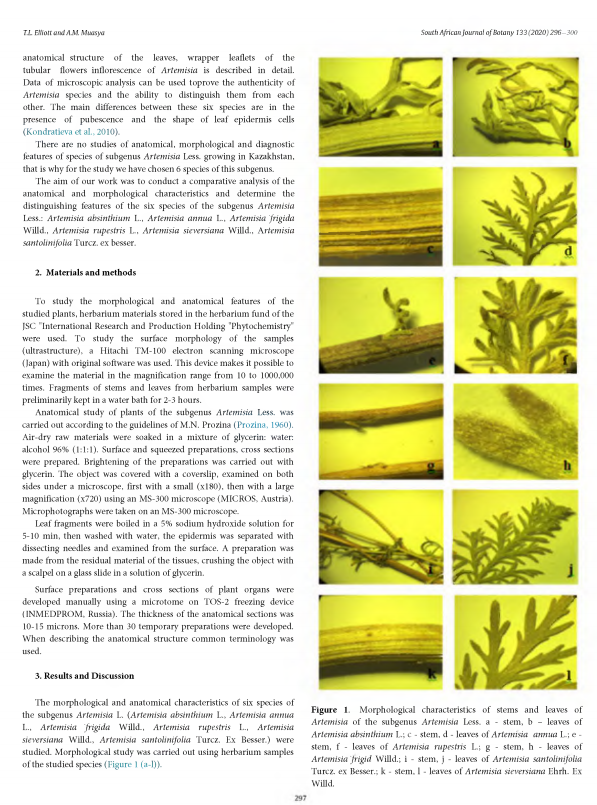 T.L. Elliott and A.M. Muasya
South African Journal of Botany 133 (2020) 296–300
anatomical structure of the leaves, wrapper leaflets of the
tubular flowers inflorescence of Artemisia is described in detail.
Data of microscopic analysis can be used toprove the authenticity of
Artemisia species and the ability to distinguish them from each
other. The main differences between these six species are in the
presence of pubescence and the shape of leaf epidermis cells
(Kondratieva et al., 2010).
There are no studies of anatomical, morphological and diagnostic
features of species of subgenus Artemisia Less. growing in Kazakhstan,
that is why for the study we have chosen 6 species of this subgenus.
The aim of our work was to conduct a comparative analysis of the
anatomical and morphological characteristics and determine the
distinguishing features of the six species of the subgenus Artemisia
Less.: Artemisia absinthium L., Artemisia annua L., Artemisia frigida
Willd., Artemisia rupestris L., Artemisia sieversiana Willd., Artemisia
santolinifolia Turcz. ex besser.
2. Materials and methods
To study the morphological and anatomical features of the
studied plants, herbarium materials stored in the herbarium fund of the
JSC "International Research and Production Holding "Phytochemistry"
were used. To study the surface morphology of the samples
(ultrastructure), a Hitachi TM-100 electron scanning microscope
(Japan) with original software was used. This device makes it possible to
examine the material in the magnification range from 10 to 1000,000
times. Fragments of stems and leaves from herbarium samples were
preliminarily kept in a water bath for 2-3 hours.
Anatomical study of plants of the subgenus Artemisia Less. was
carried out according to the guidelines of M.N. Prozina (Prozina, 1960).
Air-dry raw materials were soaked in a mixture of glycerin: water:
alcohol 96% (1:1:1). Surface and squeezed preparations, cross sections
were prepared. Brightening of the preparations was carried out with
glycerin. The object was covered with a coverslip, examined on both
sides under a microscope, first with a small (x180), then with a large
magnification (x720) using an MS-300 microscope (MICROS, Austria).
Microphotographs were taken on an MS-300 microscope.
Leaf fragments were boiled in a 5% sodium hydroxide solution for
5-10 min, then washed with water, the epidermis was separated with
dissecting needles and examined from the surface. A preparation was
made from the residual material of the tissues, crushing the object with
a scalpel on a glass slide in a solution of glycerin.
Surface preparations and cross sections of plant organs were
developed manually using a microtome on TOS-2 freezing device
(INMEDPROM, Russia). The thickness of the anatomical sections was
10-15 microns. More than 30 temporary preparations were developed.
When describing the anatomical structure common terminology was
used.
3. Results and Discussion
The morphological and anatomical characteristics of six species of
the subgenus Artemisia L. (Artemisia absinthium L., Artemisia annua
L., Artemisia frigida Willd., Artemisia rupestris L., Artemisia
sieversiana Willd., Artemisia santolinifolia Turcz. Ex Besser.) were
studied. Morphological study was carried out using herbarium samples
of the studied species (Figure 1 (a-l)).
a
b
c
d
e
f
g
h
i
j
k
l
Figure 1. Morphological characteristics of stems and leaves of
Artemisia of the subgenus Artemisia Less. a - stem, b – leaves of
Artemisia absinthium L.; c - stem, d - leaves of Artemisia annua L.; e -
stem, f - leaves of Artemisia rupestris L.; g - stem, h - leaves of
Artemisia frigid Willd.; i - stem, j - leaves of Artemisia santolinifolia
Turcz. ex Besser.; k - stem, l - leaves of Artemisia sieversiana Ehrh. Ex
Willd.
297